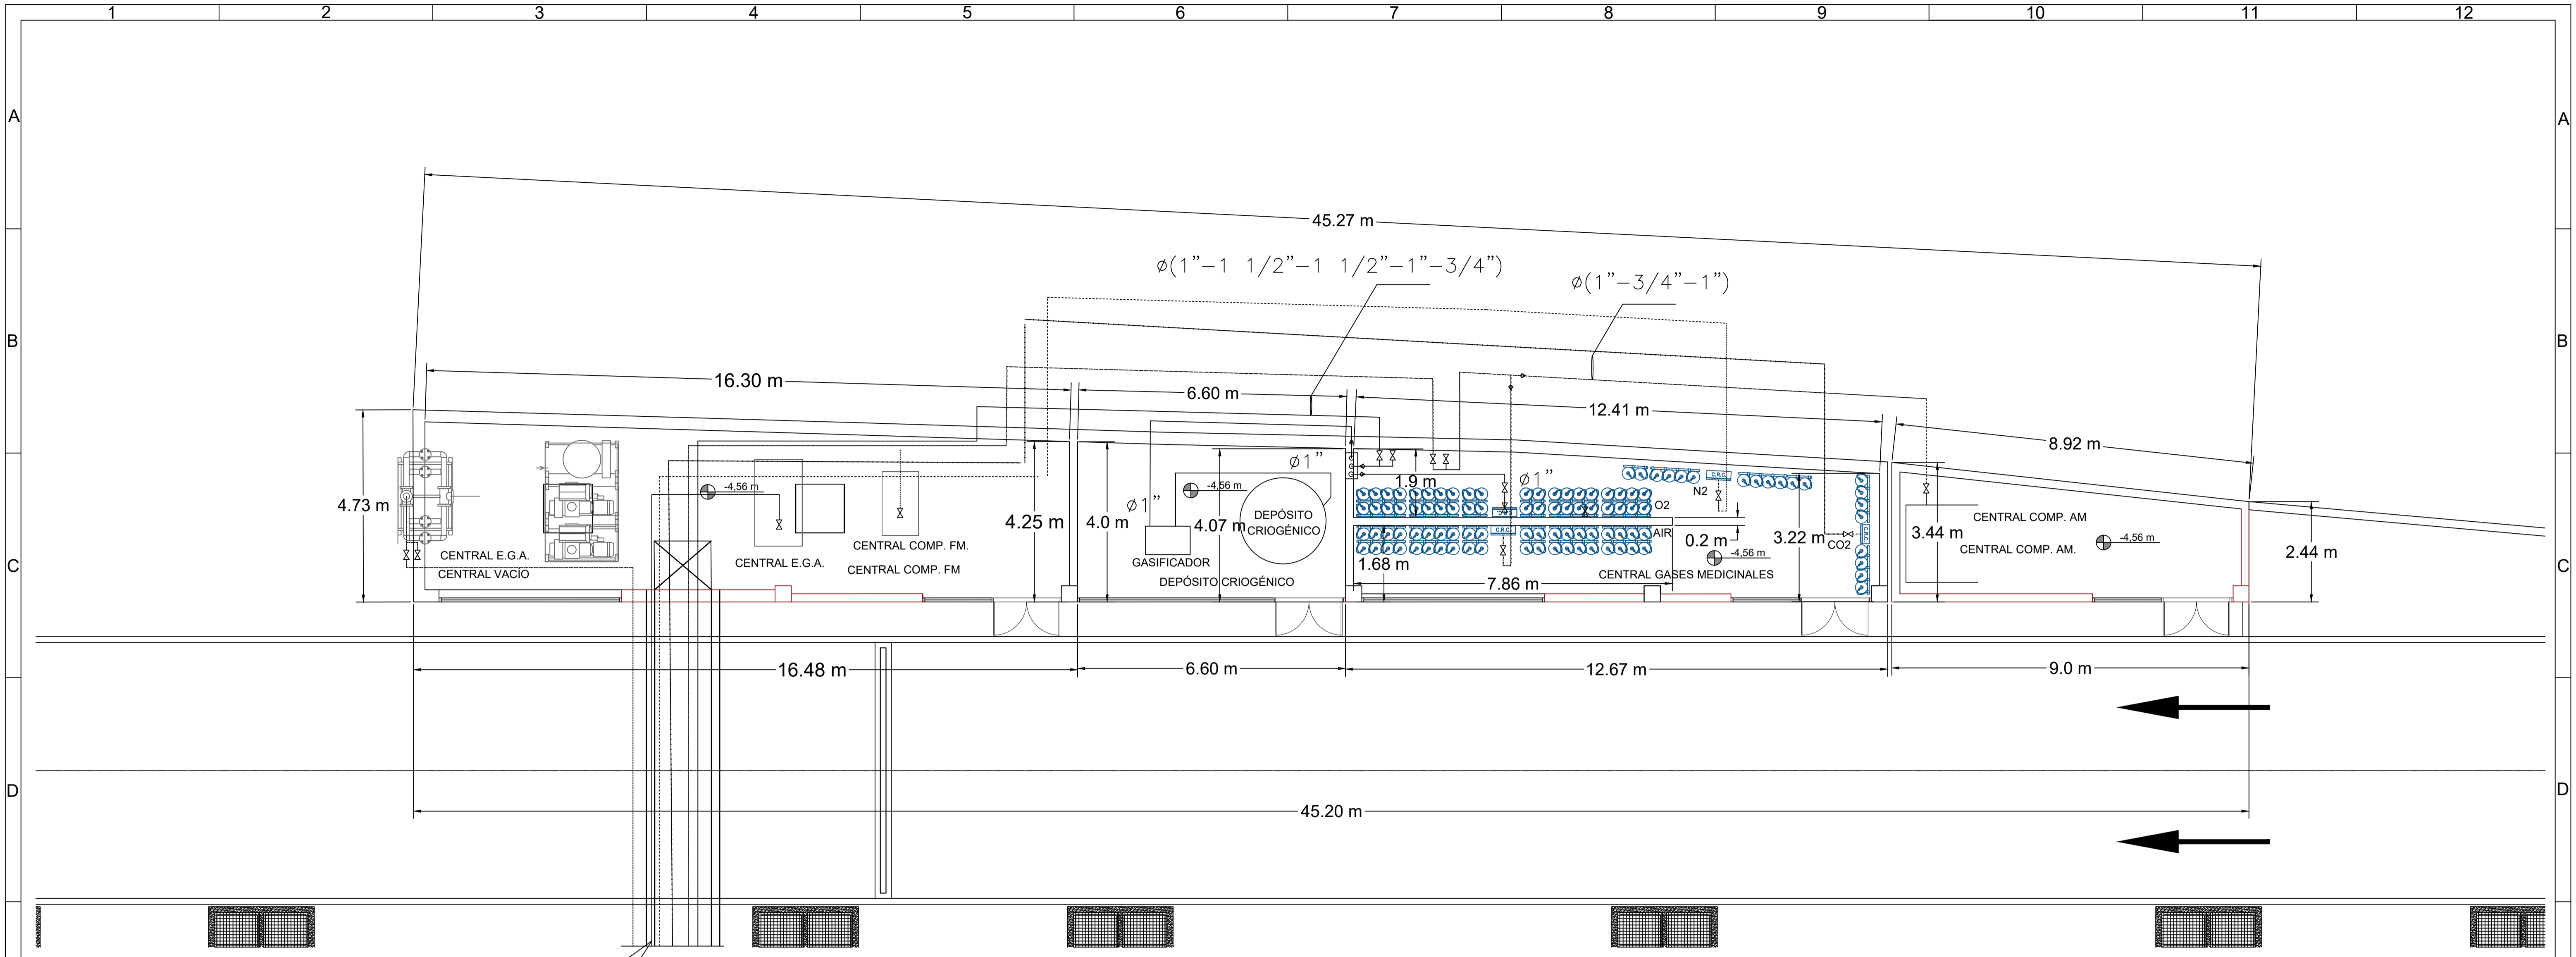 1 2 3 4 5 6 7 8 9 10 11 12
A A
45.27 m
ø(1”-1 1/2”-1 1/2”-1”-3/4”)
ø(1”-3/4”-1”)
B B
16.30 m
6.60 m
12.41 m
8.92 m
4.73 m
-4,56 m
4.25 m
4.0 m
ø1”
-4,56 m
4.07 m
ø1”
DEPÓSITO
CRIOGÉNICO
1.9 m
ø1”
C.R.C.
N2
O2
AIR
C.R.C.
0.2 m
-4,56 m
3.22 m
CO2
C.R.C.
3.44 m
CENTRAL COMP. AM
CENTRAL COMP. AM.
-4,56 m
2.44 m
CENTRAL E.G.A.
CENTRAL VACÍO
CENTRAL E.G.A.
CENTRAL COMP. FM.
CENTRAL COMP. FM
GASIFICADOR
DEPÓSITO CRIOGÉNICO
1.68 m
7.86 m
CENTRAL GASES MEDICINALES
C C
16.48 m
6.60 m
12.67 m
9.0 m
D D
45.20 m